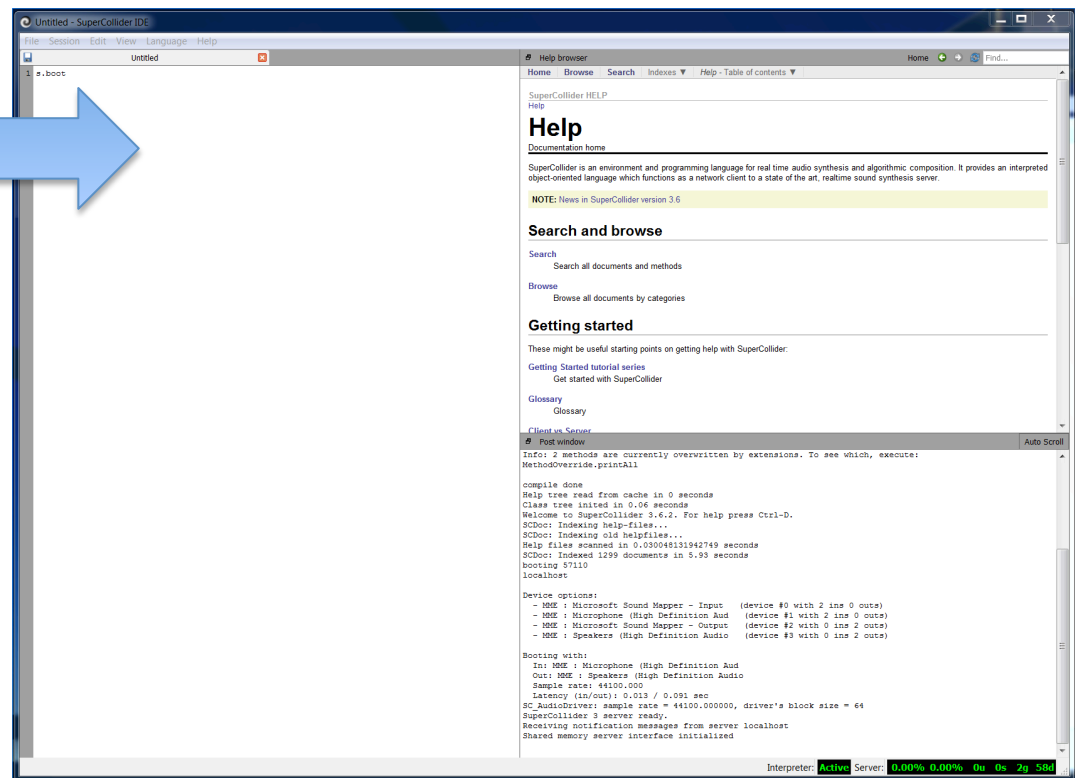 Untitled - SuperCollider IDE
File Session Edit View Language Help
Untitled
1 s.boot
Help browser Home Find...
Home Browse Search Indexes ▼ Help - Table of contents ▼
SuperCollider HELP
Help
Help
Documentation home
SuperCollider is an environment and programming language for real time audio synthesis and algorithmic composition. It provides an interpreted
object-oriented language which functions as a network client to a state of the art, realtime sound synthesis server.
NOTE: News in SuperCollider version 3.6
Search and browse
Search
Search all documents and methods
Browse
Browse all documents by categories
Getting started
These might be useful starting points on getting help with SuperCollider:
Getting Started tutorial series
Get started with SuperCollider
Glossary
Glossary
Client vs Server
Post window Auto Scroll
Info: 2 methods are currently overwritten by extensions. To see which, execute:
MethodOverride.printAll
compile done
Help tree read from cache in 0 seconds
Class tree inited in 0.06 seconds
Welcome to SuperCollider 3.6.2. For help press Ctrl-D.
SCDoc: Indexing help-files...
SCDoc: Indexing old helpfiles...
Help files scanned in 0.030048131942749 seconds
SCDoc: Indexed 1299 documents in 5.93 seconds
booting 57110
localhost
Device options:
- MME : Microsoft Sound Mapper - Input (device #0 with 2 ins 0 outs)
- MME : Microphone (High Definition Aud (device #1 with 2 ins 0 outs)
- MME : Microsoft Sound Mapper - Output (device #2 with 0 ins 2 outs)
- MME : Speakers (High Definition Audio (device #3 with 0 ins 2 outs)
Booting with:
In: MME : Microphone (High Definition Aud
Out: MME : Speakers (High Definition Audio
Sample rate: 44100.000
Latency (in/out): 0.013 / 0.091 sec
SC_AudioDriver: sample rate = 44100.000000, driver's block size = 64
SuperCollider 3 server ready.
Receiving notification messages from server localhost
Shared memory server interface initialized
Interpreter: Active Server: 0.00% 0.00% 0u 0s 2g 58d